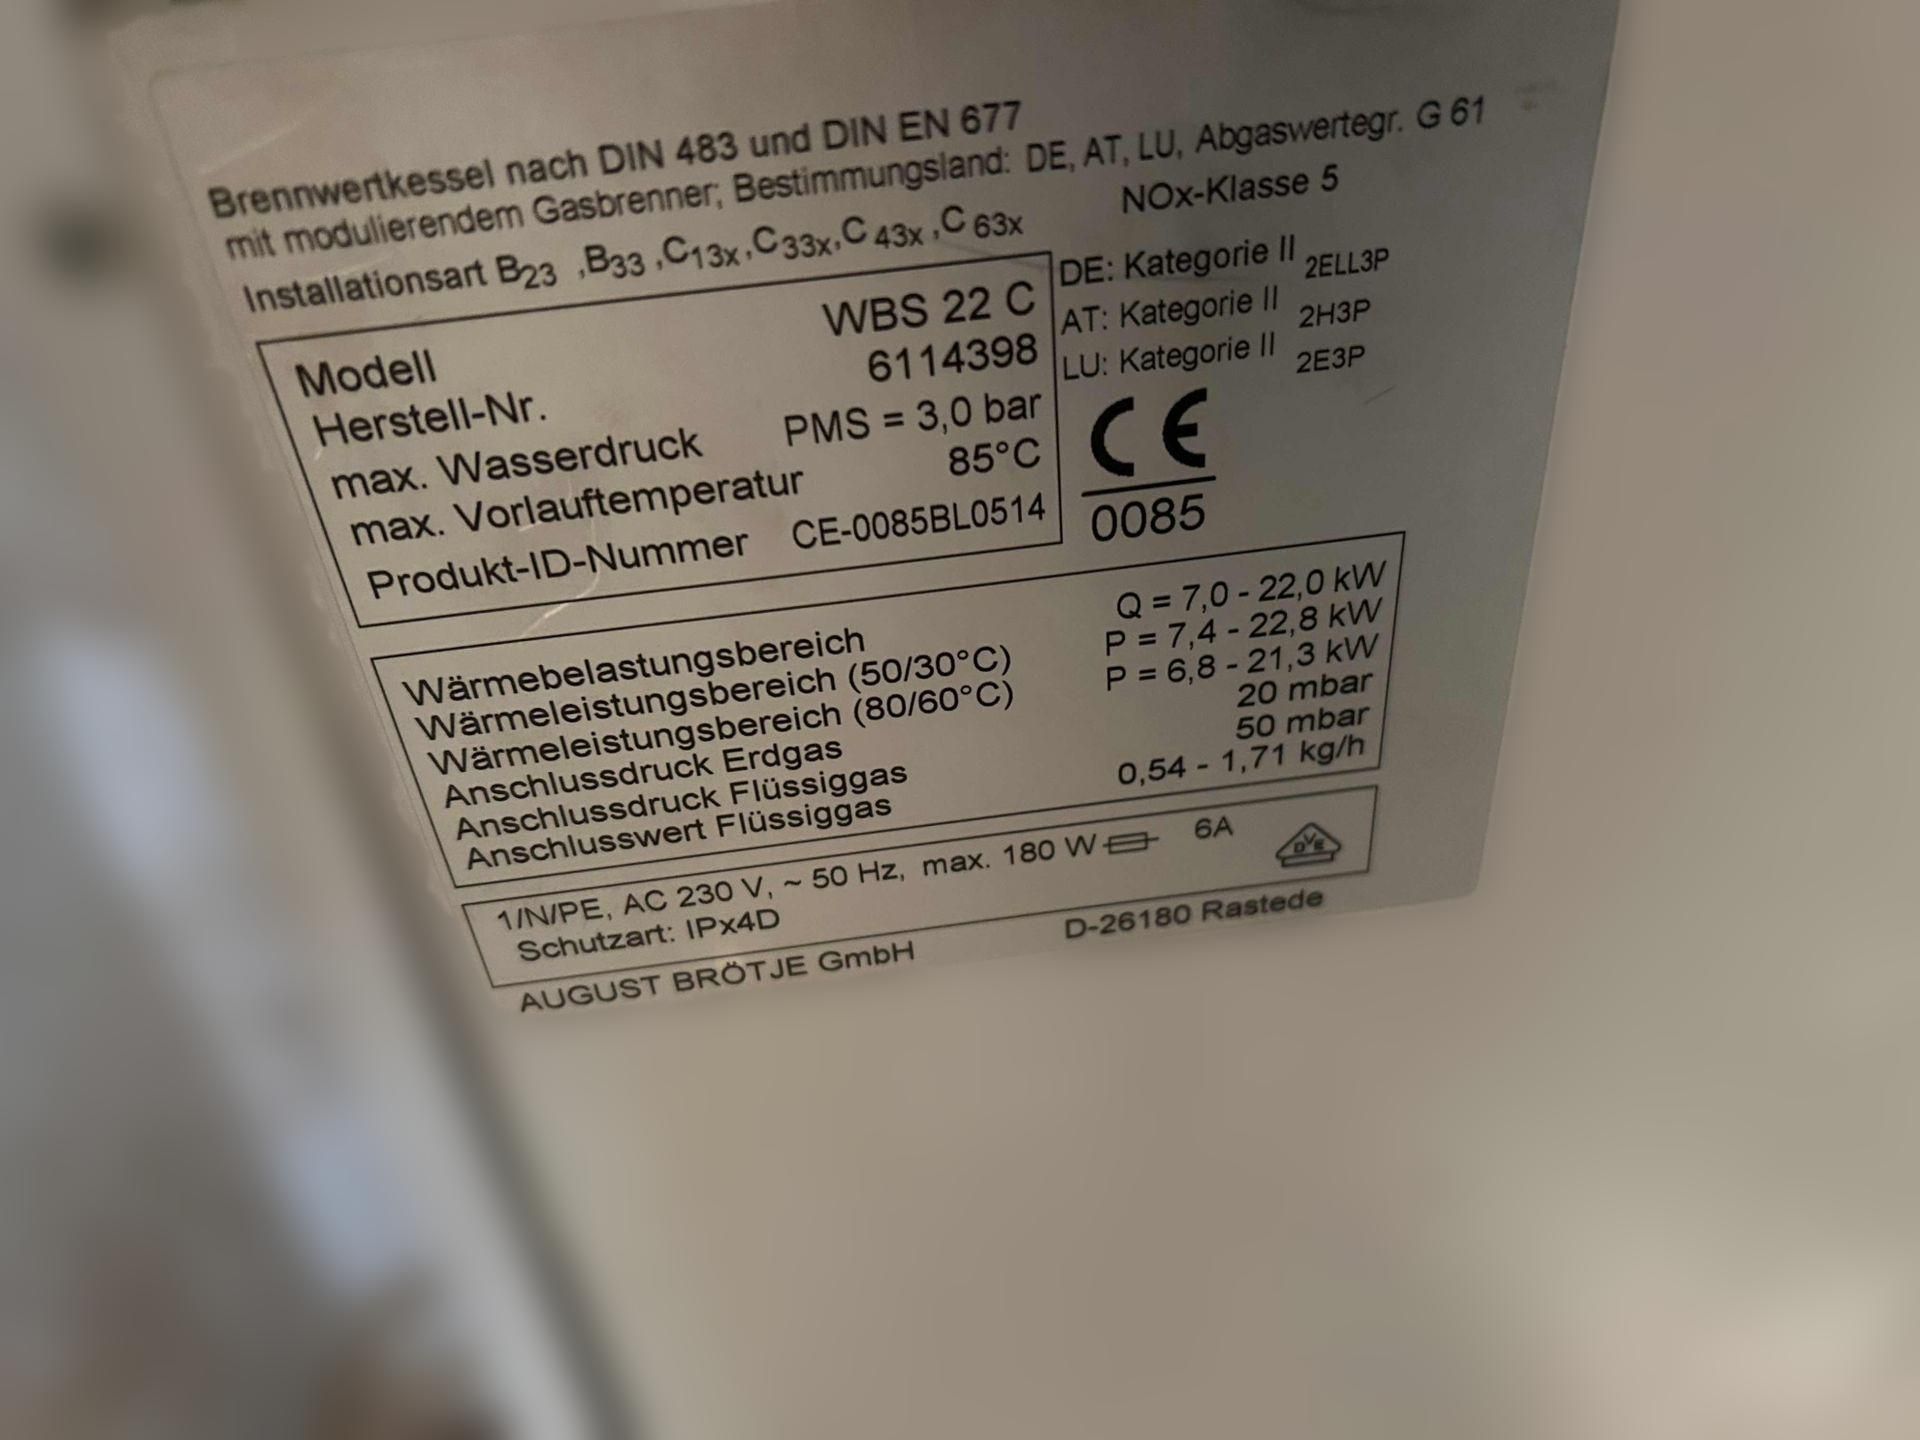 Brennwertkessel nach DIN 483 und DIN EN 677
mit modulierendem Gasbrenner; Bestimmungsland: DE, AT, LU, Abgaswertegr. G 61
Installationsart B23 ,B33 ,C13x,C33x,C 43x ,C 63x
NOx-Klasse 5
Modell WBS 22 C
Herstell-Nr. 6114398
max. Wasserdruck PMS = 3,0 bar
max. Vorlauftemperatur 85°C
Produkt-ID-Nummer CE-0085BL0514
DE: Kategorie II 2ELL3P
AT: Kategorie II 2H3P
LU: Kategorie II 2E3P
CE
0085
Wärmebelastungsbereich Q = 7,0 - 22,0 kW
Wärmeleistungsbereich (50/30°C) P = 7,4 - 22,8 kW
Wärmeleistungsbereich (80/60°C) P = 6,8 - 21,3 kW
Anschlussdruck Erdgas 20 mbar
Anschlussdruck Flüssiggas 50 mbar
Anschlusswert Flüssiggas 0,54 - 1,71 kg/h
1/N/PE, AC 230 V, ~ 50 Hz, max. 180 W 6A
Schutzart: IPx4D
DVE
AUGUST BRÖTJE GmbH D-26180 Rastede